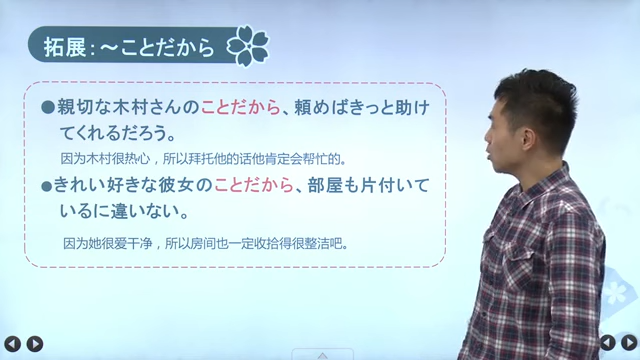 拓展：～ことだから
●親切な木村さんのことだから、頼めばきっと助け
てくれるだろう。
因为木村很热心，所以拜托他的话他肯定会帮忙的。
●きれい好きな彼女のことだから、部屋も片付いて
いるに違いない。
因为她很爱干净，所以房间也一定收拾得很整洁吧。